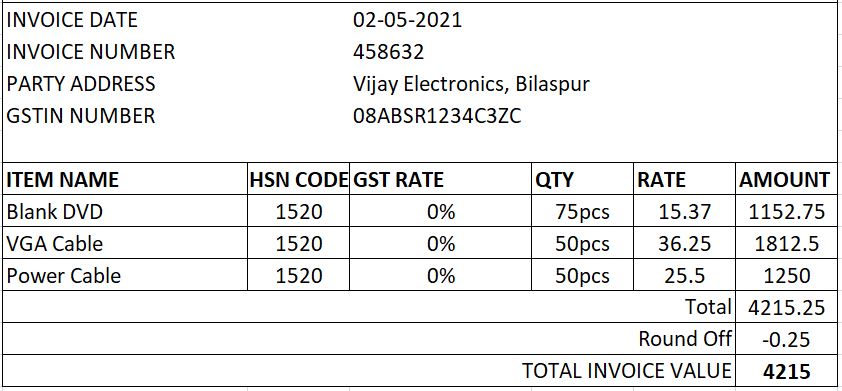 INVOICE DATE 02-05-2021
INVOICE NUMBER 458632
PARTY ADDRESS Vijay Electronics, Bilaspur
GSTIN NUMBER 08ABSR1234C3ZC
ITEM NAME HSN CODE GST RATE QTY RATE AMOUNT
Blank DVD 1520 0% 75pcs 15.37 1152.75
VGA Cable 1520 0% 50pcs 36.25 1812.5
Power Cable 1520 0% 50pcs 25.5 1250
Total 4215.25
Round Off -0.25
TOTAL INVOICE VALUE 4215